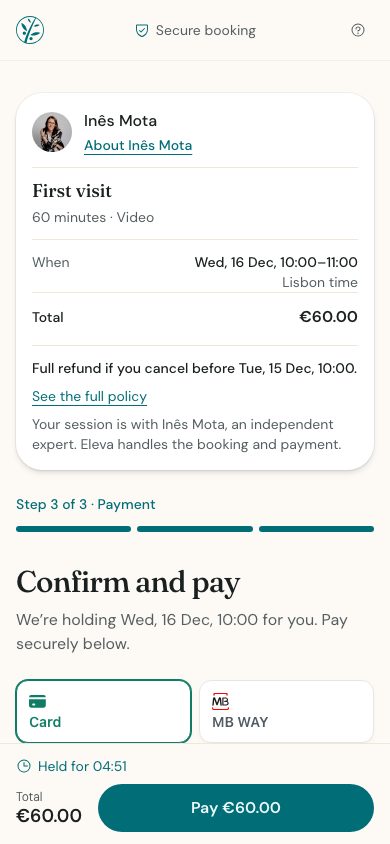 Secure booking
Inês Mota
About Inês Mota
First visit
60 minutes · Video
When
Wed, 16 Dec, 10:00–11:00
Lisbon time
Total
€60.00
Full refund if you cancel before Tue, 15 Dec, 10:00.
See the full policy
Your session is with Inês Mota, an independent
expert. Eleva handles the booking and payment.
Step 3 of 3 · Payment
Confirm and pay
We’re holding Wed, 16 Dec, 10:00 for you. Pay
securely below.
Card
MB
MB WAY
Held for 04:51
Total
€60.00
Pay €60.00